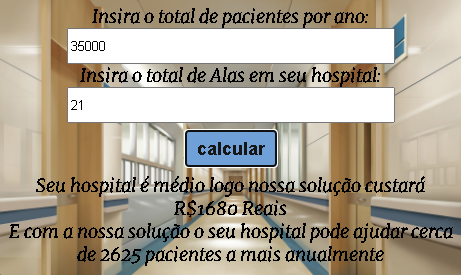 Insira o total de pacientes por ano:
35000
Insira o total de Alas em seu hospital:
21
calcular
Seu hospital é médio logo nossa solução custará
R$1680 Reais
E com a nossa solução o seu hospital pode ajudar cerca
de 2625 pacientes a mais anualmente